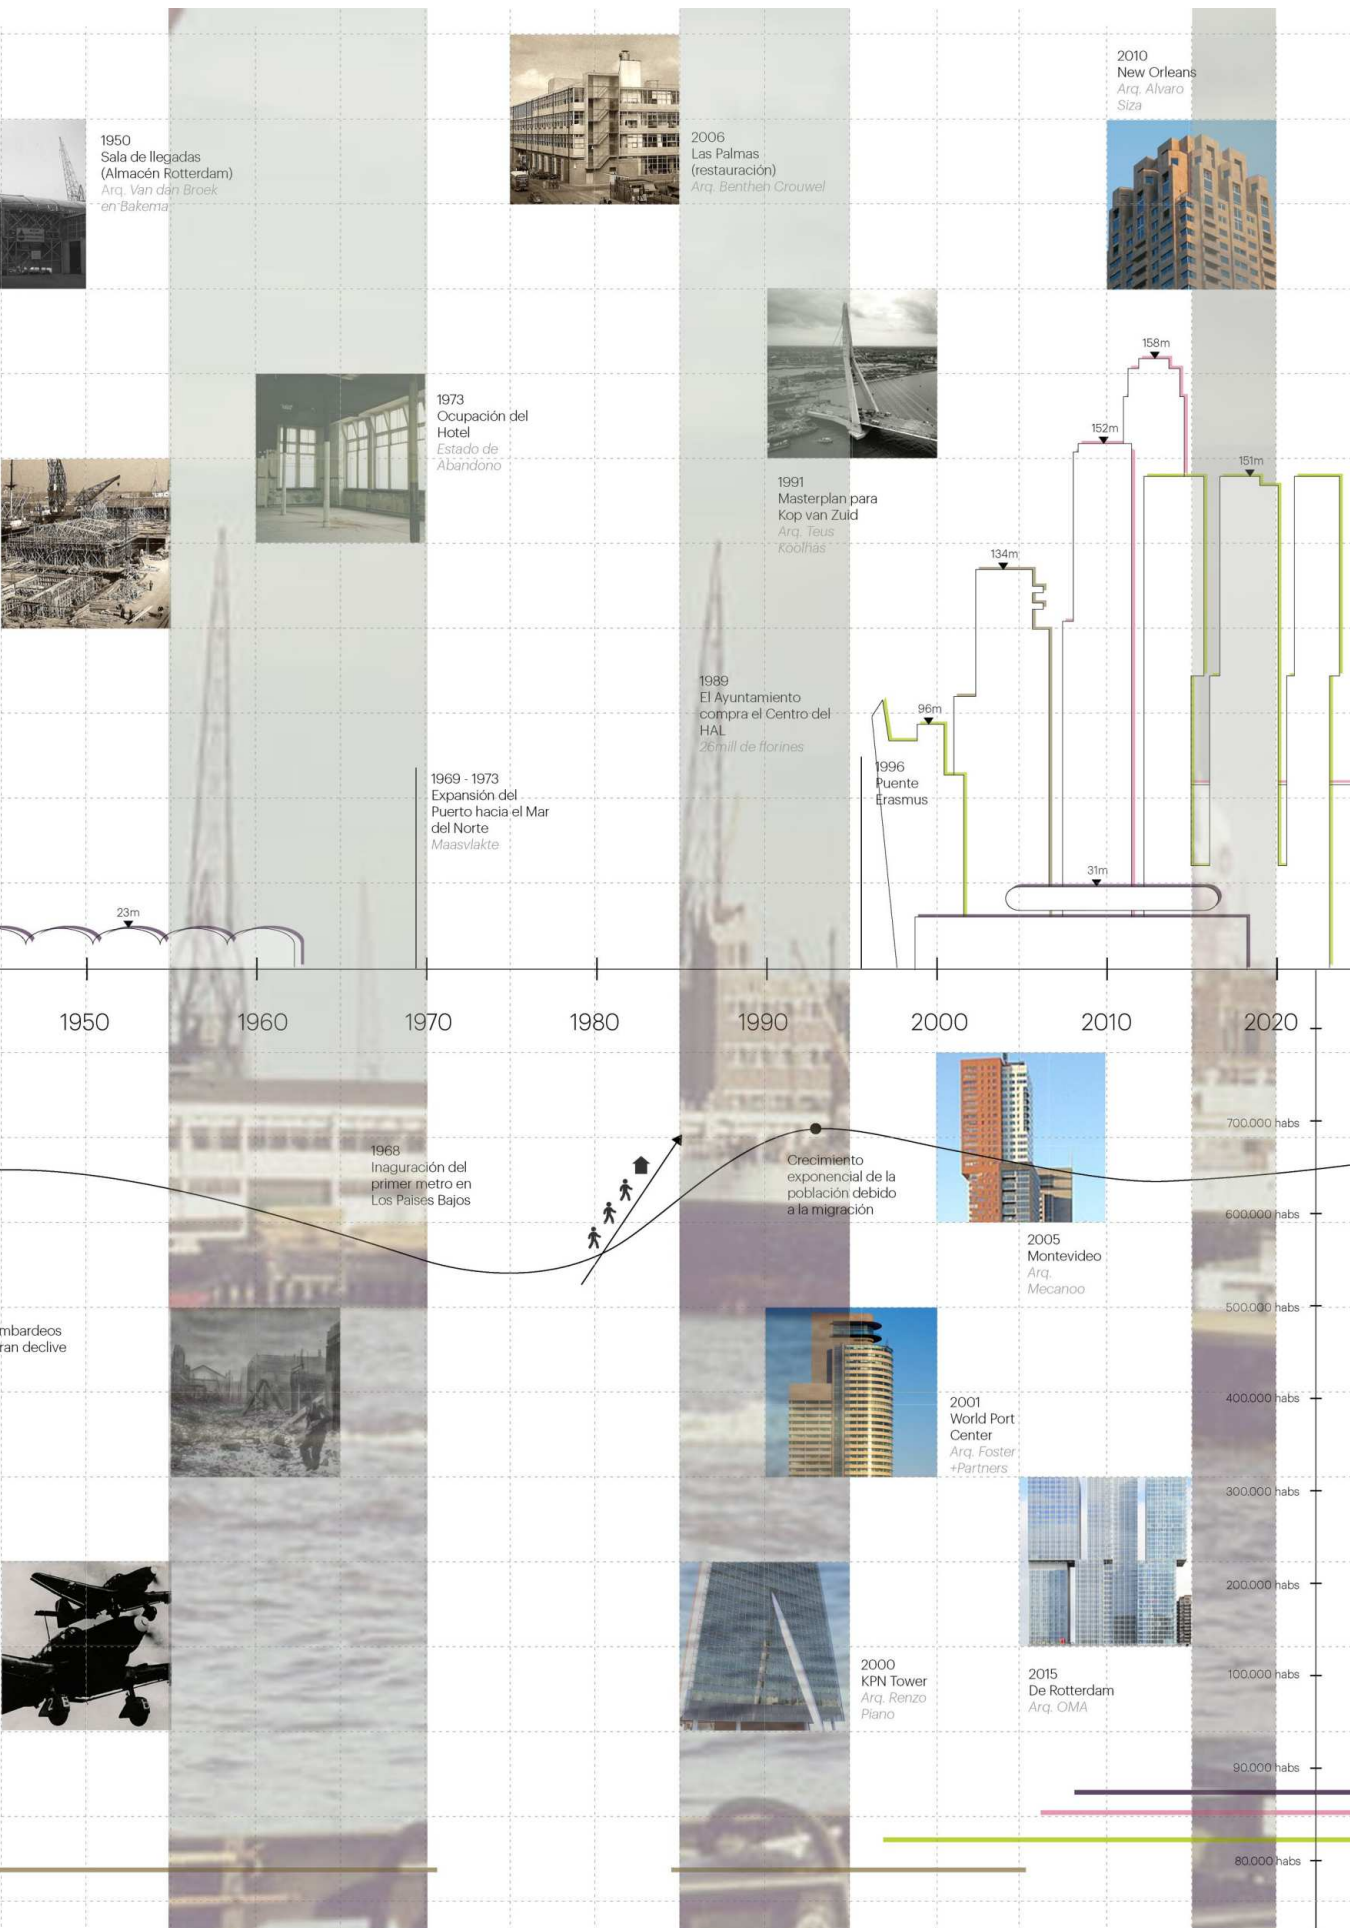 2010
New Orleans
Arq. Alvaro
Siza
1950
Sala de llegadas
(Almacén Rotterdam)
Arq. Van dan Broek
en Bakema
2006
Las Palmas
(restauración)
Arq. Benthen Crouwel
158m
1973
Ocupación del
Hotel
Estado de
Abandono
152m
151m
1991
Masterplan para
Kop van Zuid
Arq. Teus
Koolhas
134m
1989
El Ayuntamiento
compra el Centro del
HAL
26mill de florines
96m
1969 - 1973
Expansión del
Puerto hacia el Mar
del Norte
Maasvlakte
1996
Puente
Erasmus
31m
23m
1950
1960
1970
1980
1990
2000
2010
2020
700.000 habs
1968
Inaguración del
primer metro en
Los Paises Bajos
Crecimiento
exponencial de la
población debido
a la migración
600.000 habs
2005
Montevideo
Arq.
Mecanoo
500.000 habs
mbardeos
ran declive
400.000 habs
2001
World Port
Center
Arq. Foster
+Partners
300.000 habs
200.000 habs
2000
KPN Tower
Arq. Renzo
Piano
2015
De Rotterdam
Arq. OMA
100.000 habs
90.000 habs
80.000 habs